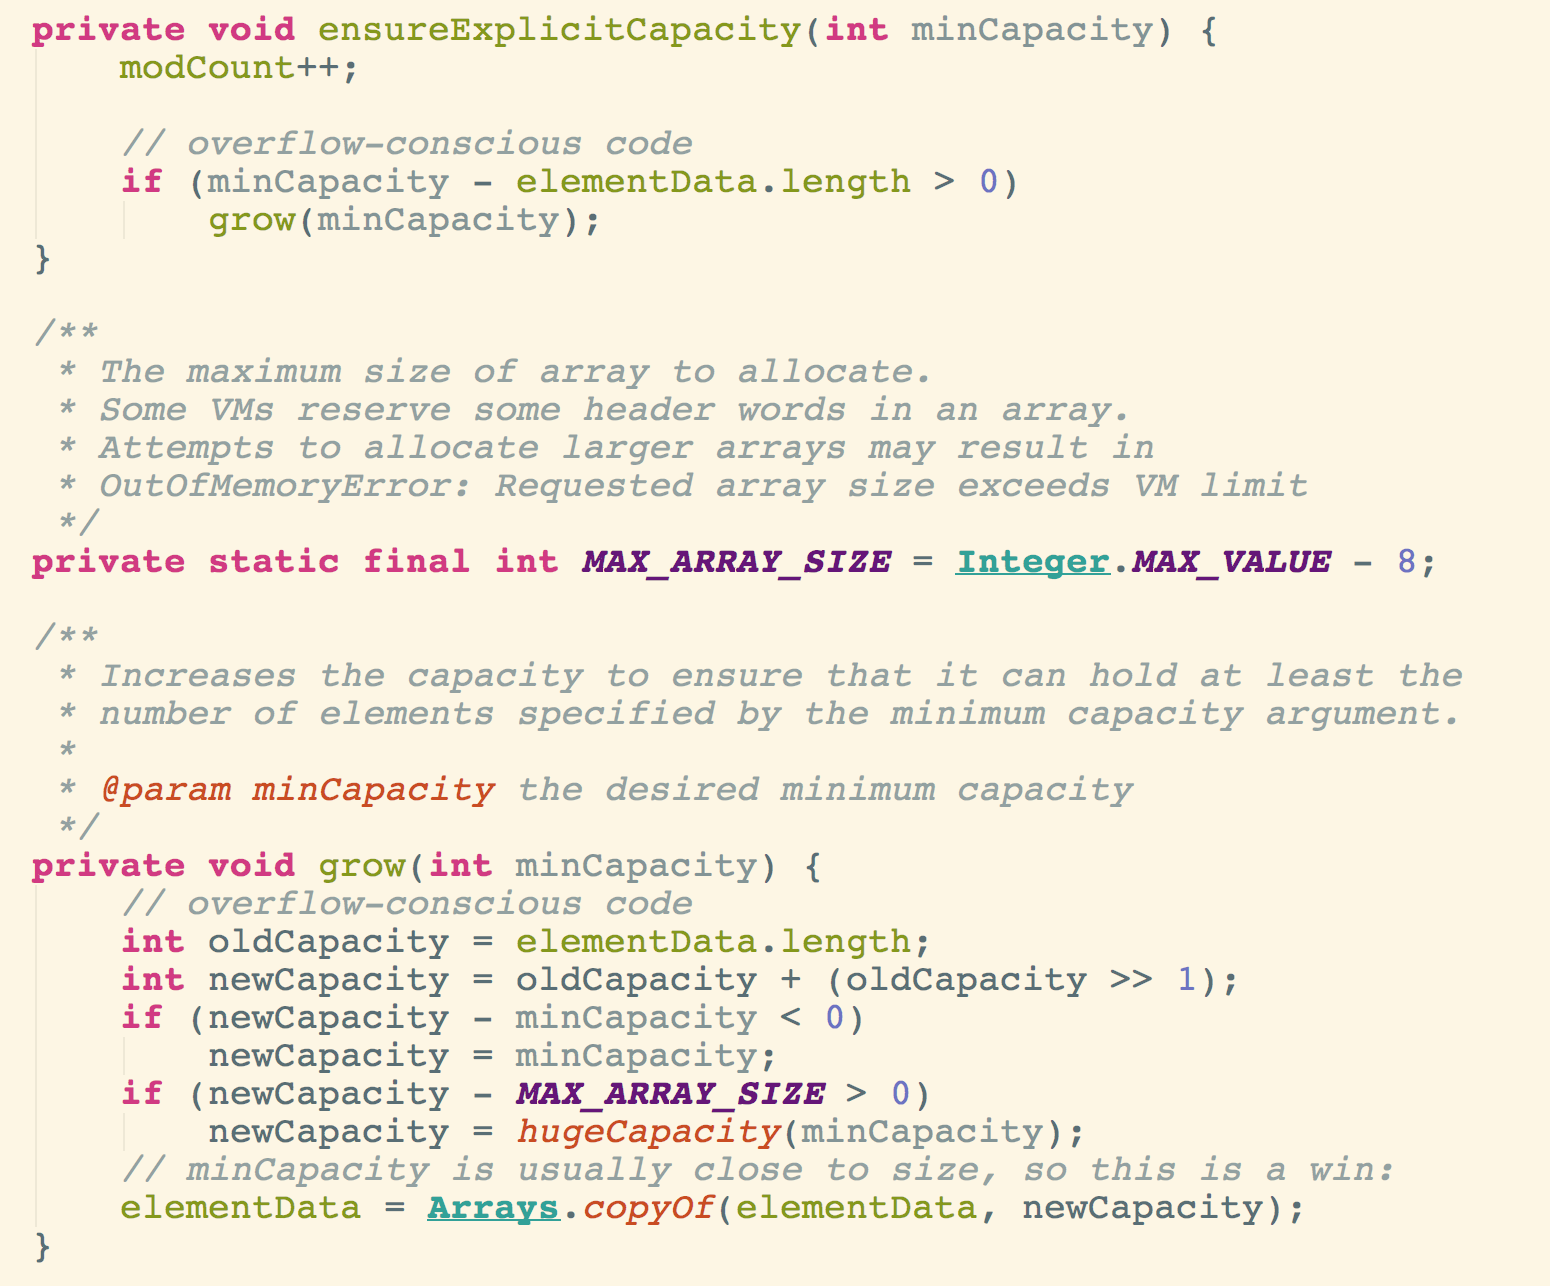 private void ensureExplicitCapacity(int minCapacity) {
    modCount++;

    // overflow-conscious code
    if (minCapacity - elementData.length > 0)
        grow(minCapacity);
}

/**
 * The maximum size of array to allocate.
 * Some VMs reserve some header words in an array.
 * Attempts to allocate larger arrays may result in
 * OutOfMemoryError: Requested array size exceeds VM limit
 */
private static final int MAX_ARRAY_SIZE = Integer.MAX_VALUE - 8;

/**
 * Increases the capacity to ensure that it can hold at least the
 * number of elements specified by the minimum capacity argument.
 *
 * @param minCapacity the desired minimum capacity
 */
private void grow(int minCapacity) {
    // overflow-conscious code
    int oldCapacity = elementData.length;
    int newCapacity = oldCapacity + (oldCapacity >> 1);
    if (newCapacity - minCapacity < 0)
        newCapacity = minCapacity;
    if (newCapacity - MAX_ARRAY_SIZE > 0)
        newCapacity = hugeCapacity(minCapacity);
    // minCapacity is usually close to size, so this is a win:
    elementData = Arrays.copyOf(elementData, newCapacity);
}